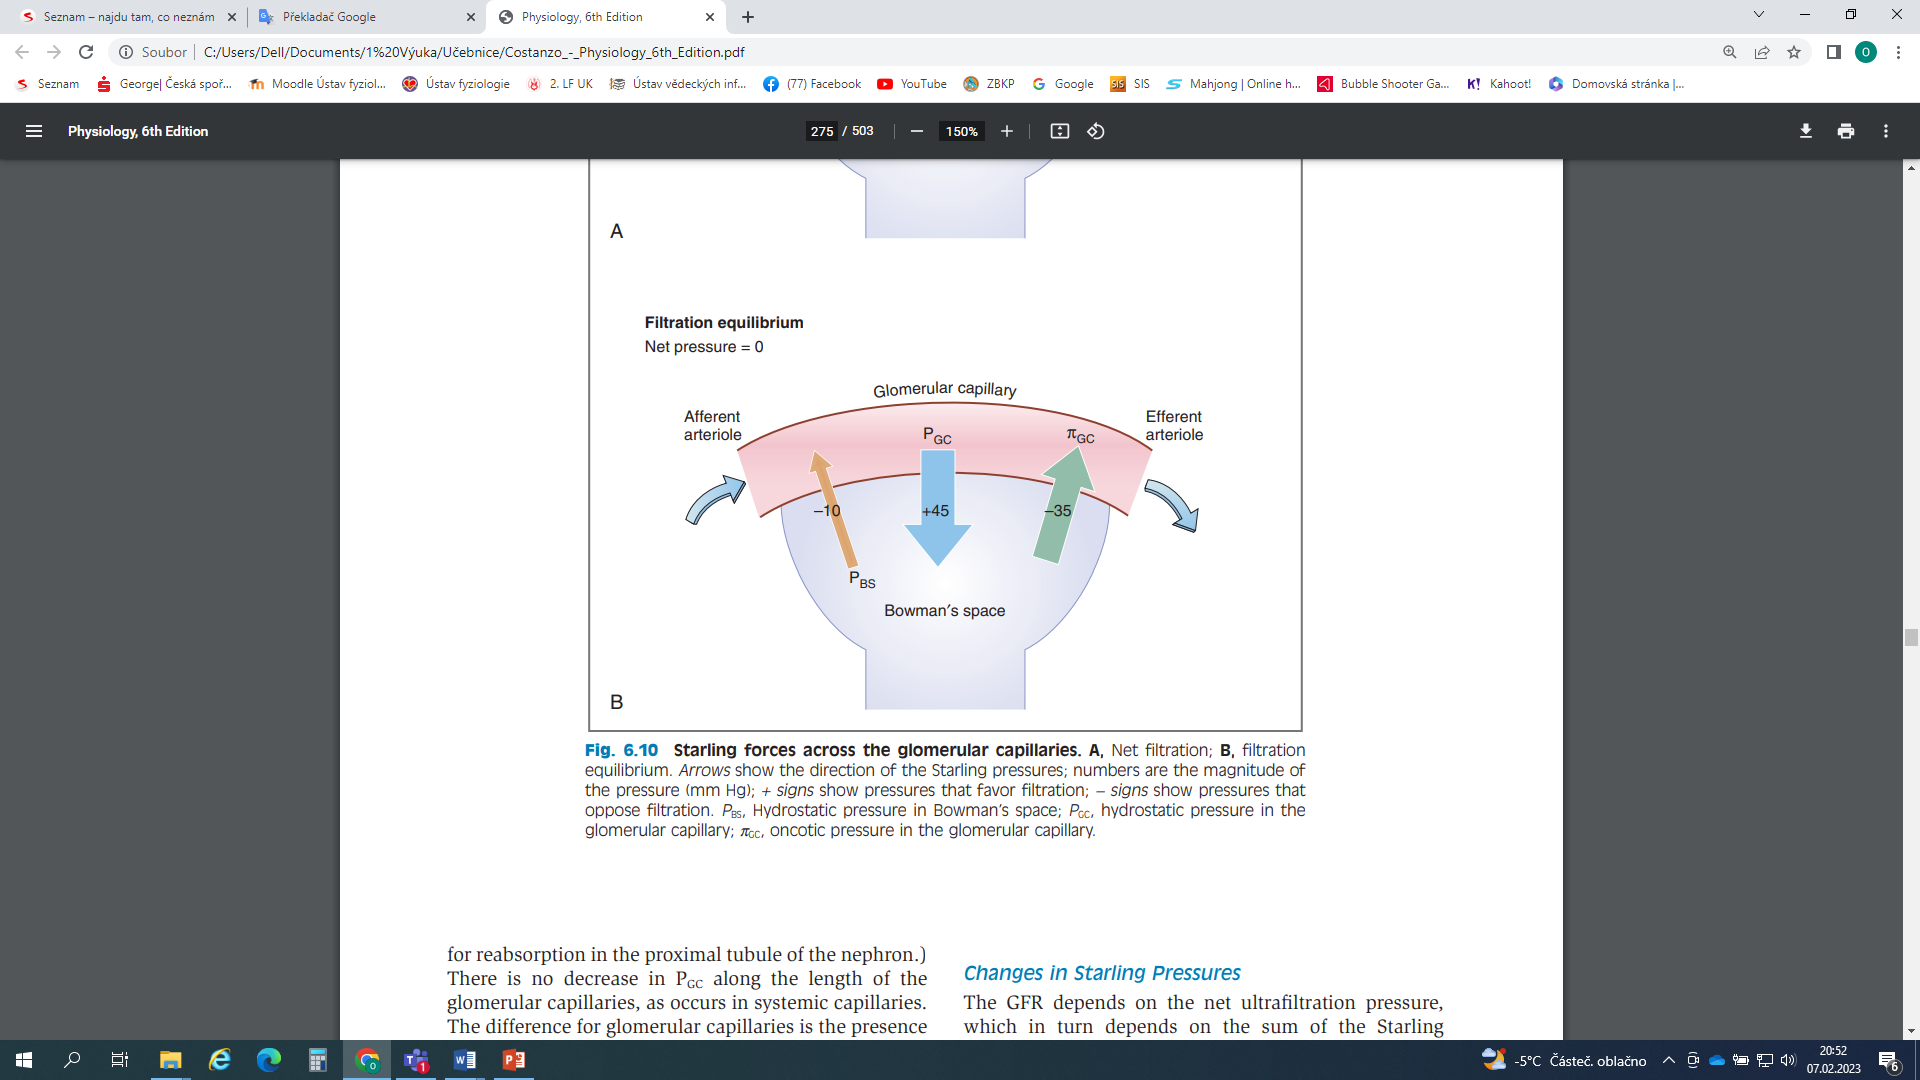 Seznam – najdu tam, co neznám
Překladač Google
Physiology, 6th Edition
Soubor
C:/Users/Dell/Documents/1%20Výuka/Učebnice/Costanzo_-_Physiology_6th_Edition.pdf
O
Seznam
George| Česká spoř...
Moodle Ústav fyziol...
Ústav fyziologie
2. LF UK
Ústav vědeckých inf...
(77) Facebook
YouTube
ZBKP
Google
SIS
Mahjong | Online h...
Bubble Shooter Ga...
Kahoot!
Domovská stránka |...
Physiology, 6th Edition
275 / 503
150%
A
Filtration equilibrium
Net pressure = 0
Glomerular capillary
Afferent
arteriole
Efferent
arteriole
PGC
πGC
–10
+45
–35
PBS
Bowman′s space
B
Fig. 6.10 Starling forces across the glomerular capillaries. A, Net filtration; B, filtration
equilibrium. Arrows show the direction of the Starling pressures; numbers are the magnitude of
the pressure (mm Hg); + signs show pressures that favor filtration; – signs show pressures that
oppose filtration. PBS, Hydrostatic pressure in Bowman's space; PGC, hydrostatic pressure in the
glomerular capillary; πGC, oncotic pressure in the glomerular capillary.
for reabsorption in the proximal tubule of the nephron.)
There is no decrease in PGC along the length of the
glomerular capillaries, as occurs in systemic capillaries.
The difference for glomerular capillaries is the presence
Changes in Starling Pressures
The GFR depends on the net ultrafiltration pressure,
which in turn depends on the sum of the Starling
-5°C Částeč. oblačno
20:52
07.02.2023
6